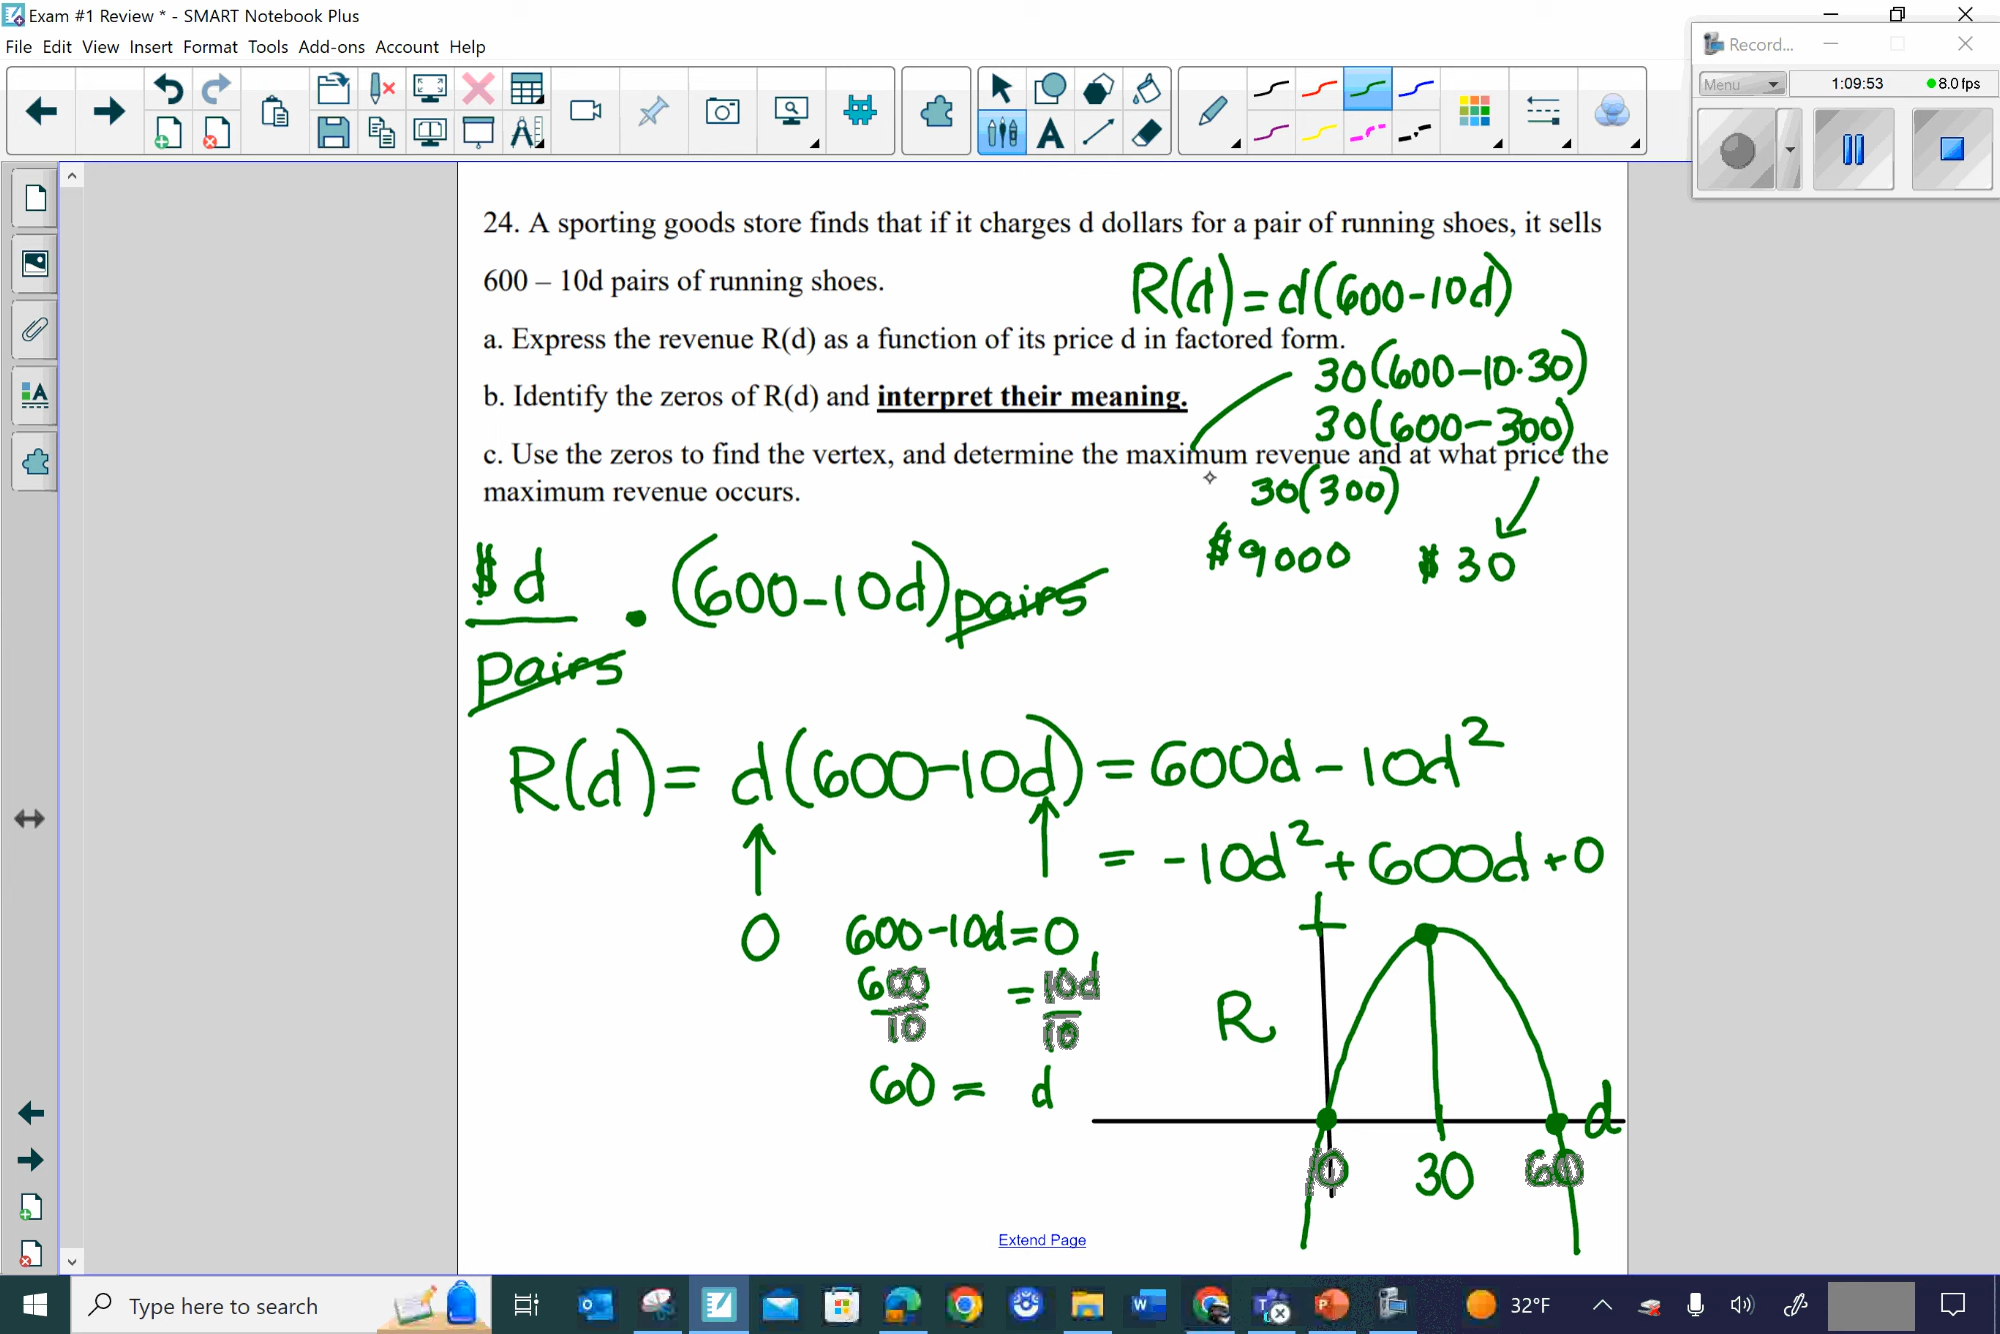 Exam #1 Review * - SMART Notebook Plus
File Edit View Insert Format Tools Add-ons Account Help
Record...
Menu
1:09:53
8.0 fps
24. A sporting goods store finds that if it charges d dollars for a pair of running shoes, it sells
600 – 10d pairs of running shoes.
R(d)=d(600-10d)
a. Express the revenue R(d) as a function of its price d in factored form.
30(600-10·30)
b. Identify the zeros of R(d) and interpret their meaning.
30(600-300)
c. Use the zeros to find the vertex, and determine the maximum revenue and at what price the
maximum revenue occurs.
30(300)
$9000 $30
$d · (600-10d) pairs
pairs
R(d) = d(600-10d) = 600d - 10d²
= -10d² + 600d + 0
0 600-10d=0
600 = 10d
10 10
60 = d
R
d
0 30 60
Extend Page
Type here to search
32°F